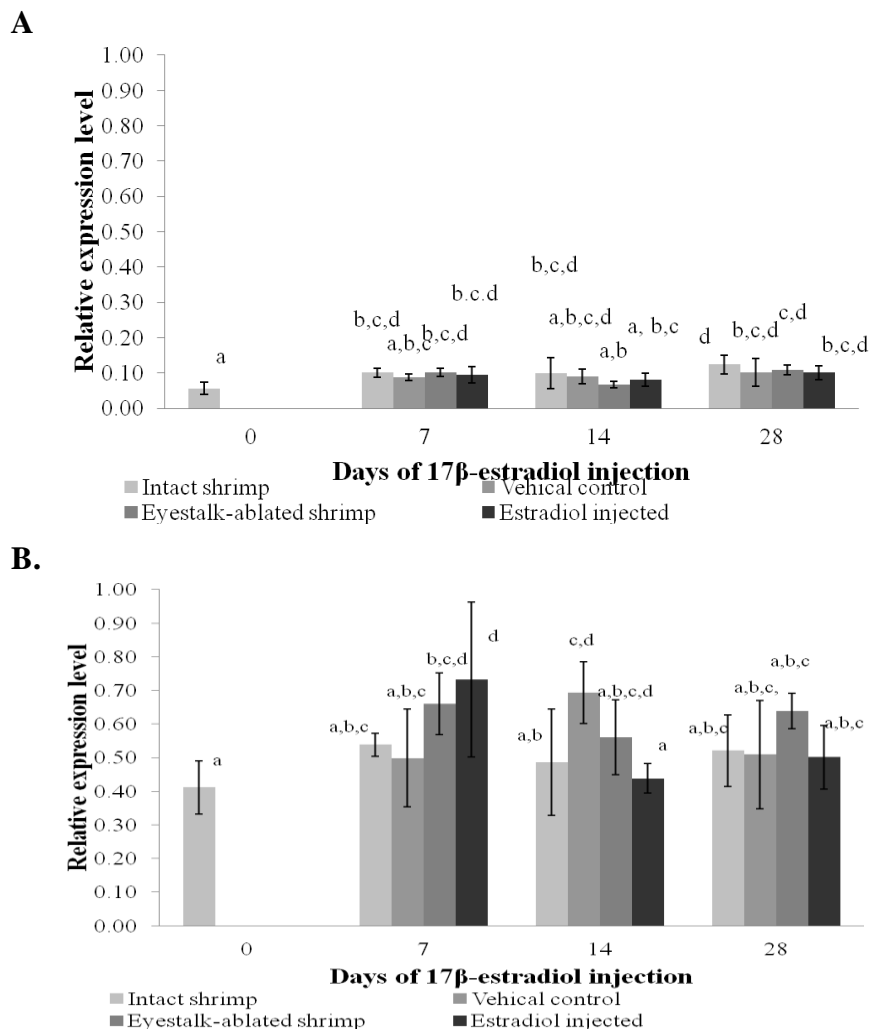 A
Relative expression level
1.00
0.90
0.80
0.70
0.60
0.50
0.40
0.30
0.20
0.10
0.00
a
b,c,d
a,b,c
b,c,d
b.c.d
b,c,d
a,b,c,d
a,b
a, b,c
d
b,c,d
c,d
b,c,d
0 7 14 28
Days of 17β-estradiol injection
Intact shrimp Vehical control
Eyestalk-ablated shrimp Estradiol injected
B.
Relative expression level
1.00
0.90
0.80
0.70
0.60
0.50
0.40
0.30
0.20
0.10
0.00
a
a,b,c
a,b,c
b,c,d
d
a,b
c,d
a,b,c,d
a
a,b,c
a,b,c,
a,b,c
a,b,c
0 7 14 28
Days of 17β-estradiol injection
Intact shrimp Vehical control
Eyestalk-ablated shrimp Estradiol injected